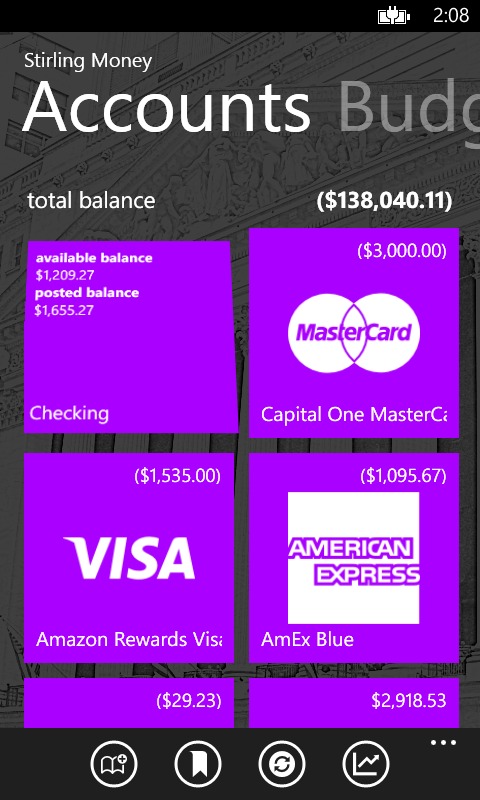 2:08
Stirling Money
Accounts Budg
total balance ($138,040.11)
available balance
$1,209.27
posted balance
$1,655.27
Checking
($3,000.00)
MasterCard
Capital One MasterCa
($1,535.00)
VISA
Amazon Rewards Visa
($1,095.67)
AMERICAN
EXPRESS
AmEx Blue
($29.23)
$2,918.53